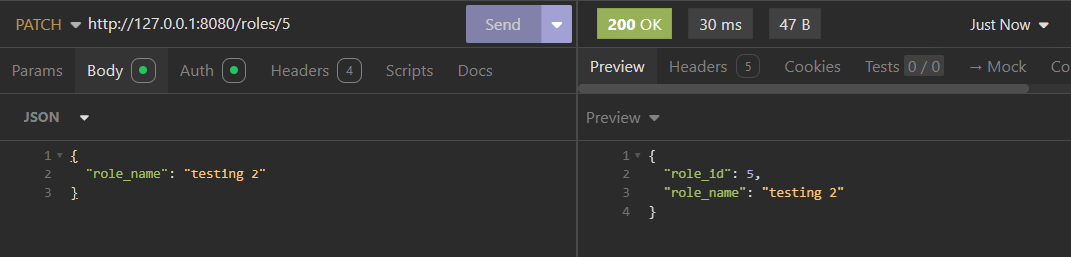 PATCH http://127.0.0.1:8080/roles/5 Send 200 OK 30 ms 47 B Just Now
Params Body Auth Headers 4 Scripts Docs Preview Headers 5 Cookies Tests 0 / 0 → Mock Co
JSON Preview
1 {
2 "role_name": "testing 2"
3 }
1 {
2 "role_id": 5,
3 "role_name": "testing 2"
4 }